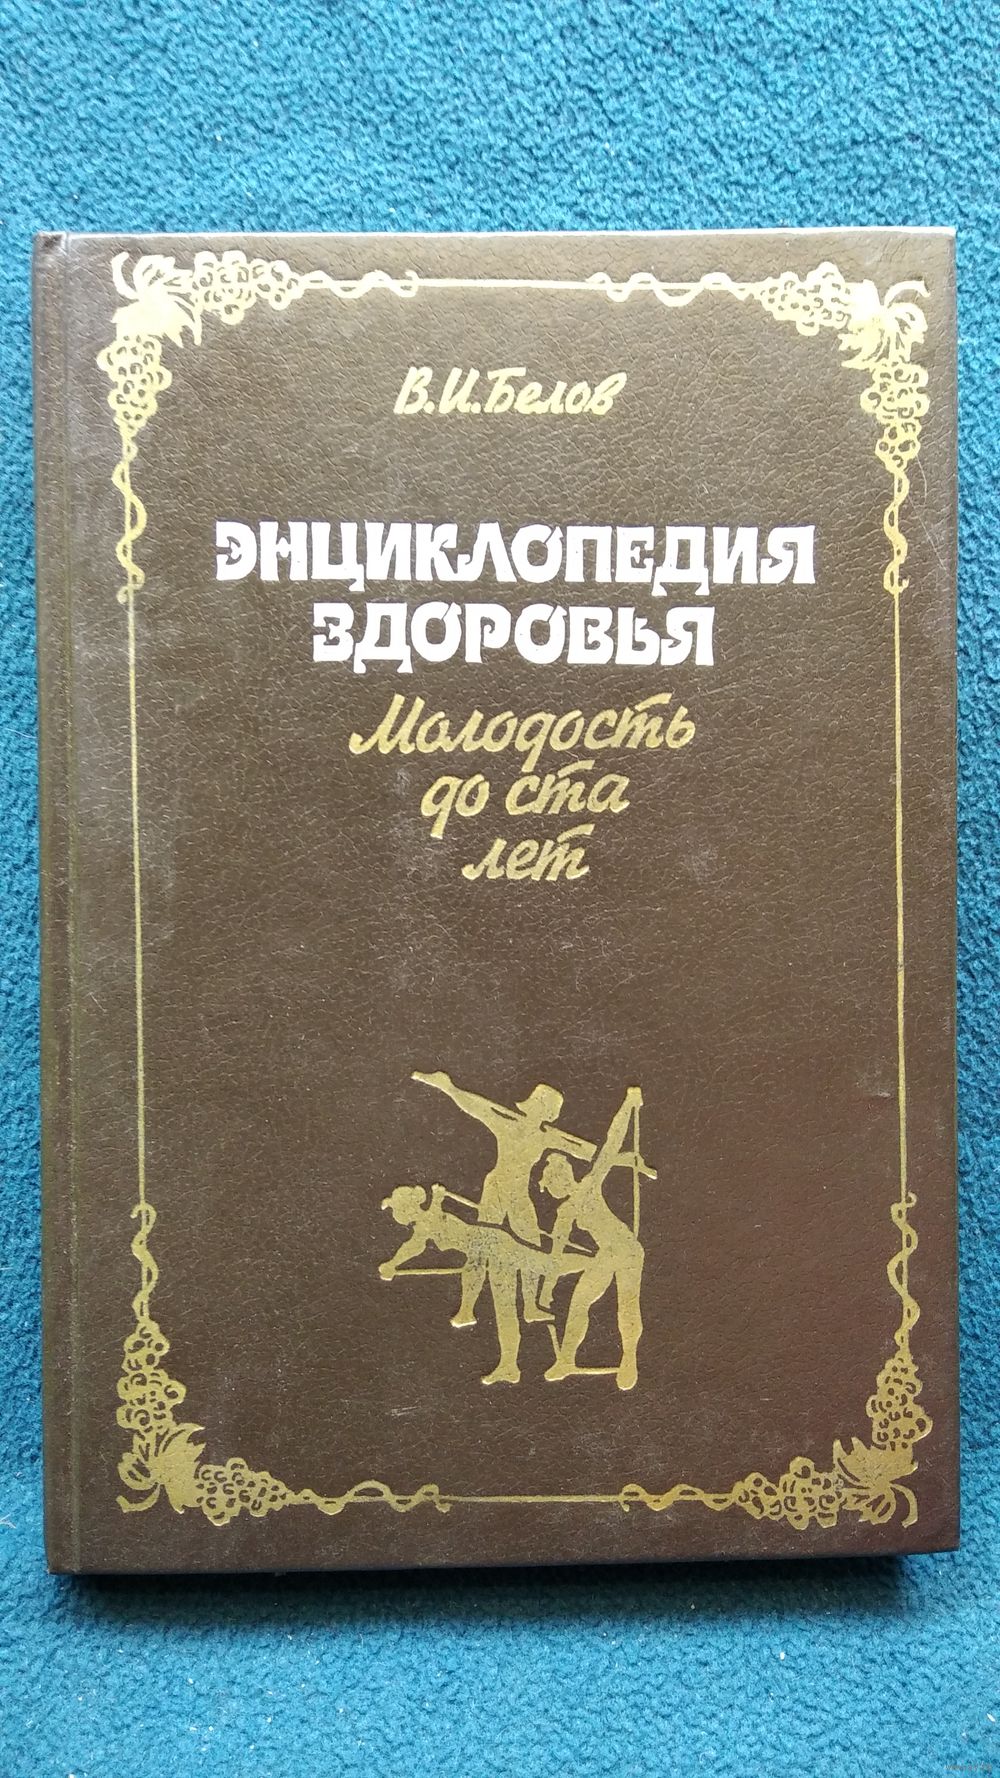 В.И.Белов
ЭНЦИКЛОПЕДИЯ
ЗДОРОВЬЯ
Молодость
до ста
лет